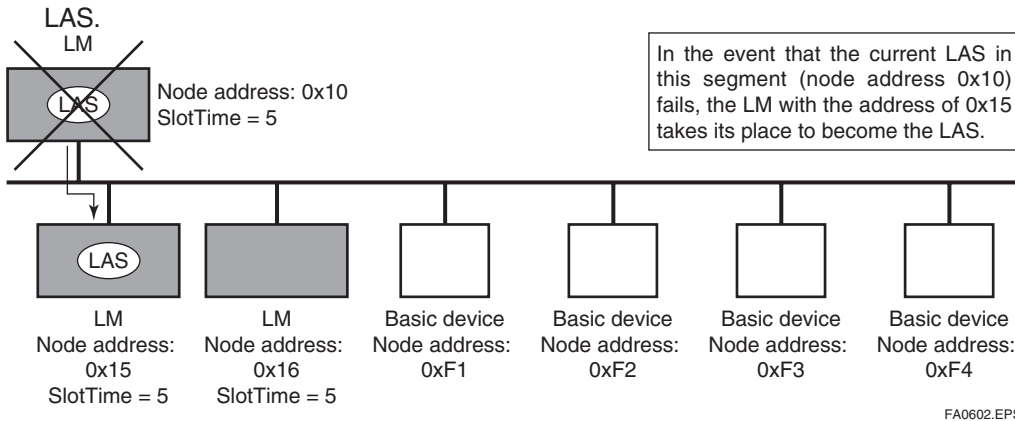 LAS.
LM
LAS
Node address: 0x10
SlotTime = 5
In the event that the current LAS in
this segment (node address 0x10)
fails, the LM with the address of 0x15
takes its place to become the LAS.
LAS
LM
Node address:
0x15
SlotTime = 5
LM
Node address:
0x16
SlotTime = 5
Basic device
Node address:
0xF1
Basic device
Node address:
0xF2
Basic device
Node address:
0xF3
Basic device
Node address:
0xF4
FA0602.EPS